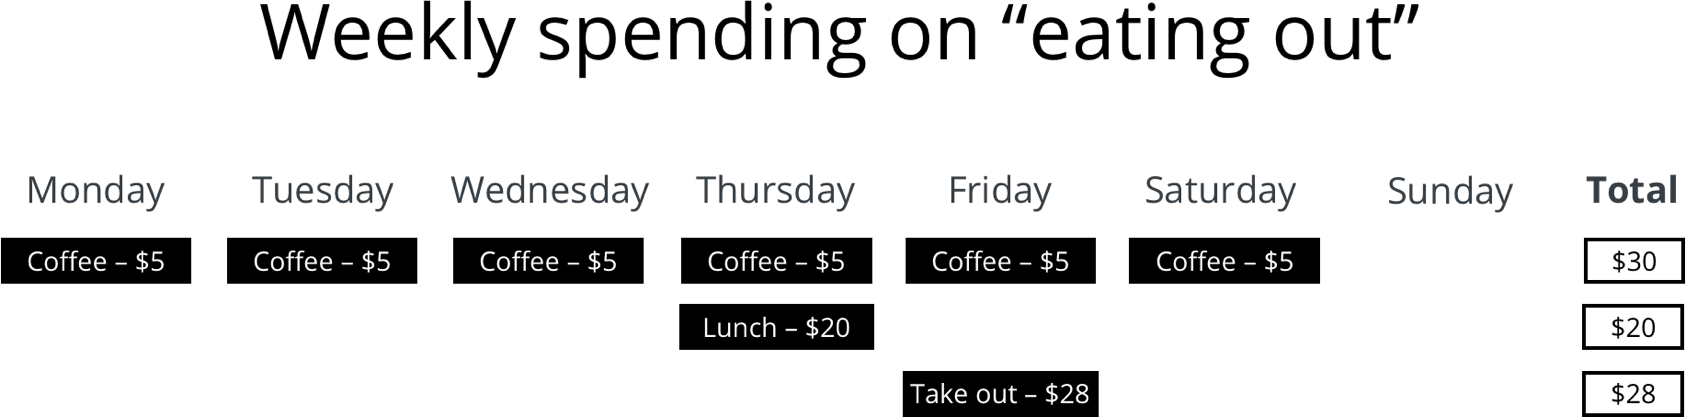 Weekly spending on “eating out”
Monday Tuesday Wednesday Thursday Friday Saturday Sunday Total
Coffee – $5 Coffee – $5 Coffee – $5 Coffee – $5 Coffee – $5 Coffee – $5 $30
Lunch – $20 $20
Take out – $28 $28